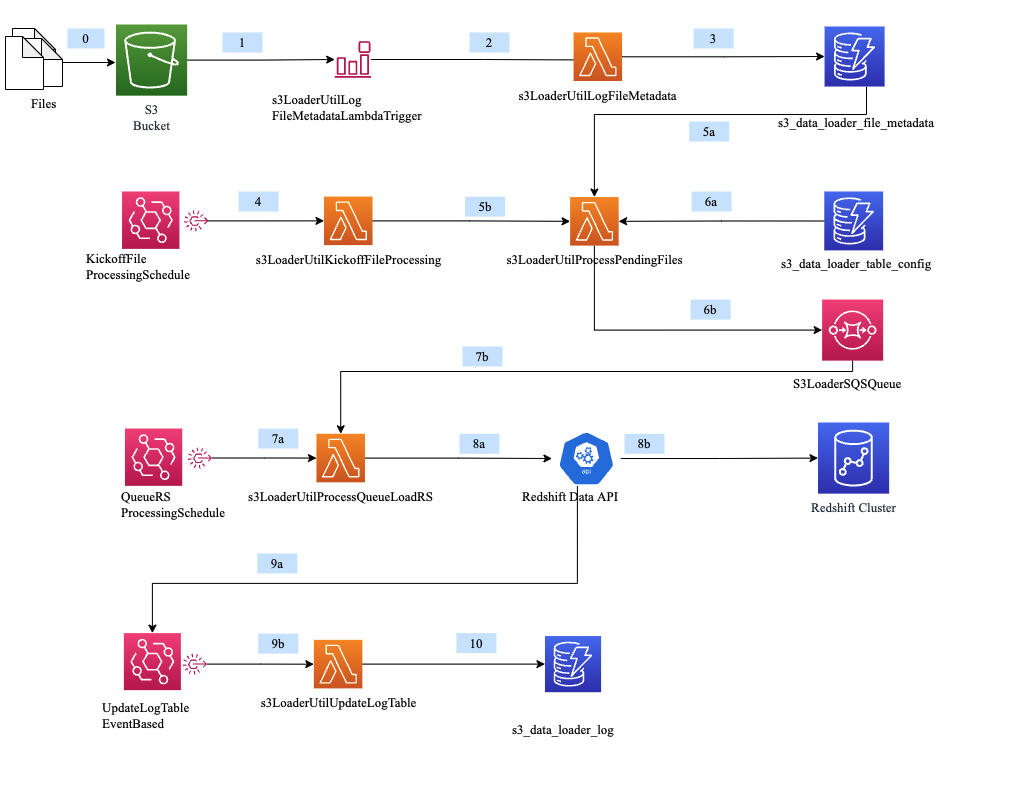 0
1
2
3
Files
S3
Bucket
s3LoaderUtilLog
FileMetadataLambdaTrigger
s3LoaderUtilLogFileMetadata
s3_data_loader_file_metadata
5a
4
5b
6a
KickoffFile
ProcessingSchedule
s3LoaderUtilKickoffFileProcessing
s3LoaderUtilProcessPendingFiles
s3_data_loader_table_config
6b
7b
S3LoaderSQSQueue
7a
8a
8b
api
QueueRS
ProcessingSchedule
s3LoaderUtilProcessQueueLoadRS
Redshift Data API
Redshift Cluster
9a
9b
10
UpdateLogTable
EventBased
s3LoaderUtilUpdateLogTable
s3_data_loader_log